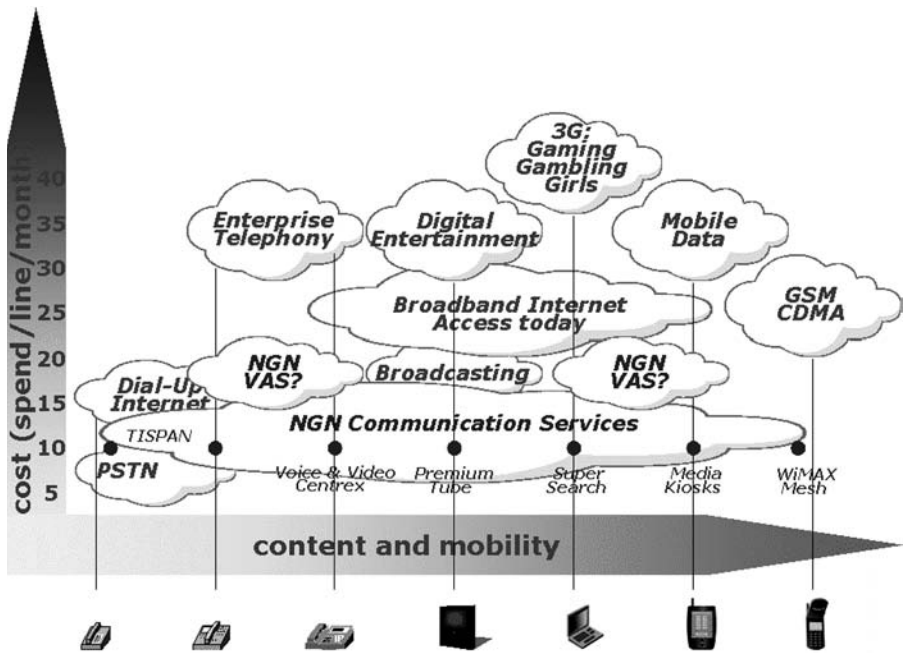 cost (spend/line/month)
40
35
30
25
20
15
10
5
3G:
Gaming
Gambling
Girls
Enterprise
Telephony
Digital
Entertainment
Mobile
Data
GSM
CDMA
Broadband Internet
Access today
Dial-Up
Internet
NGN
VAS?
Broadcasting
NGN
VAS?
NGN Communication Services
TISPAN
PSTN
Voice & Video
Centrex
Premium
Tube
Super
Search
Media
Kiosks
WiMAX
Mesh
content and mobility
IP